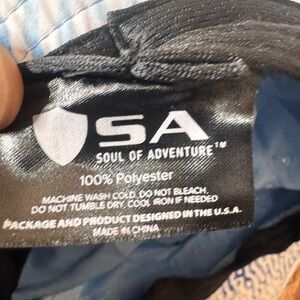 SA
SOUL OF ADVENTURE™
100% Polyester
MACHINE WASH COLD, DO NOT BLEACH,
DO NOT TUMBLE DRY, COOL IRON IF NEEDED
PACKAGE AND PRODUCT DESIGNED IN THE U.S.A.
MADE IN CHINA